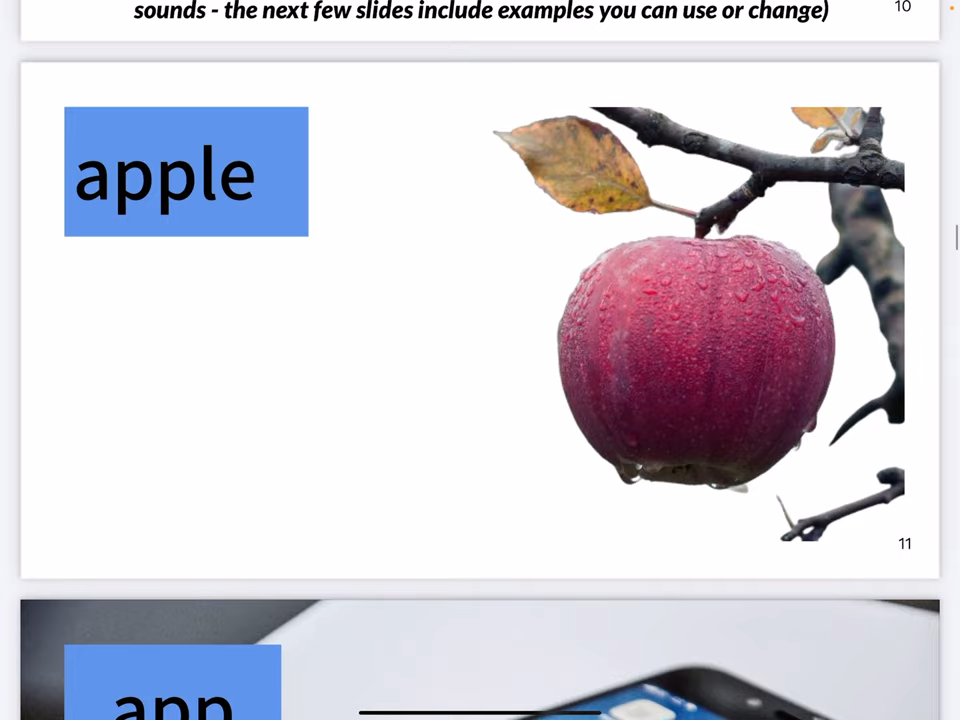 sounds - the next few slides include examples you can use or change)
10
apple
11
app